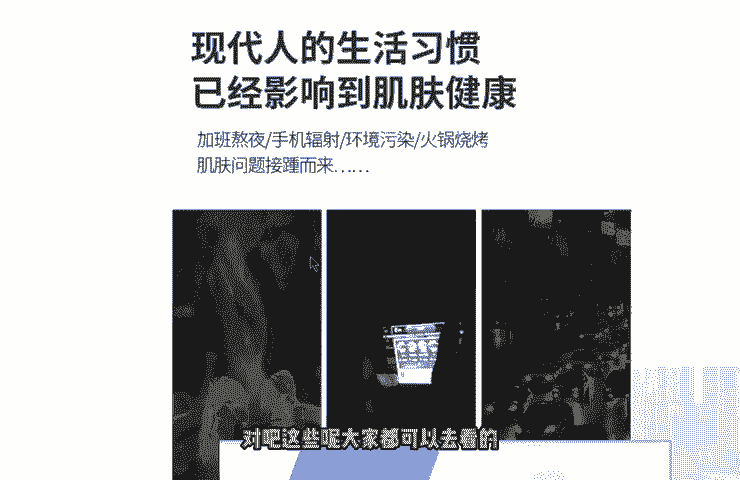 现代人的生活习惯
已经影响到肌肤健康
加班熬夜/手机辐射/环境污染/火锅烧烤
肌肤问题接踵而来……
对吧这些呢大家都可以去看的